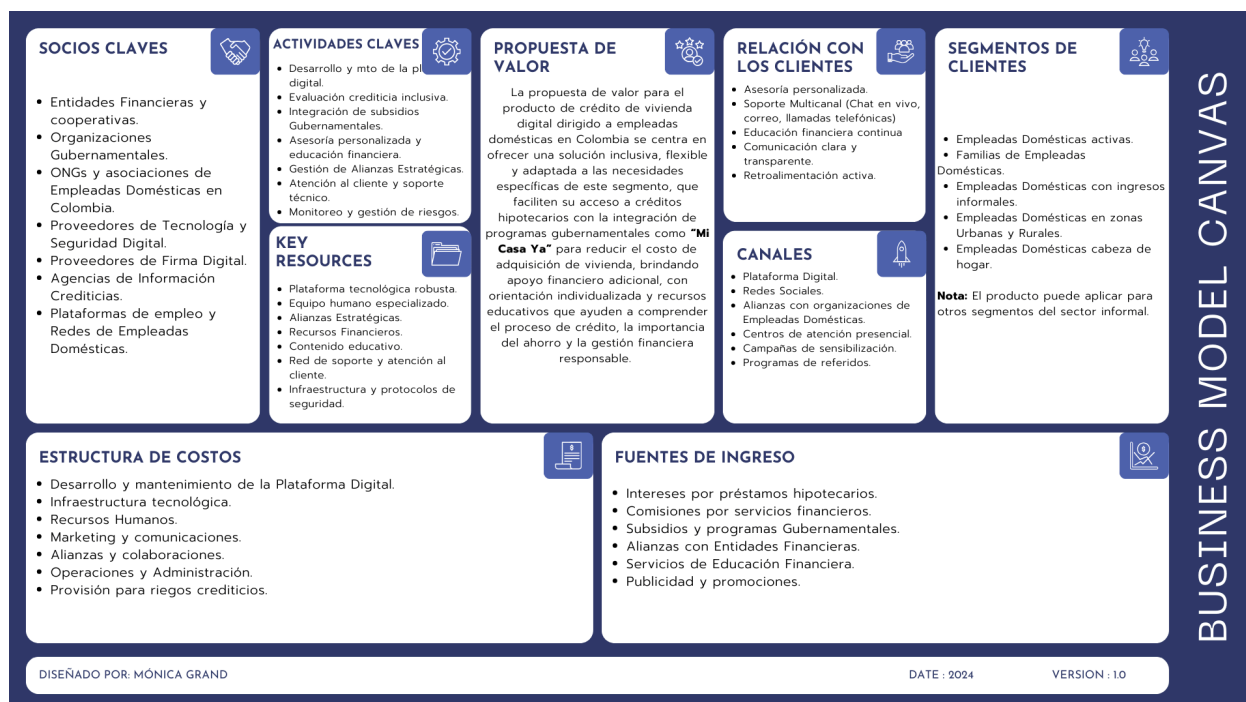 SOCIOS CLAVES
• Entidades Financieras y
cooperativas.
• Organizaciones
Gubernamentales.
• ONGs y asociaciones de
Empleadas Domésticas en
Colombia.
• Proveedores de Tecnología y
Seguridad Digital.
• Proveedores de Firma Digital.
• Agencias de Información
Crediticias.
• Plataformas de empleo y
Redes de Empleadas
Domésticas.
ACTIVIDADES CLAVES
• Desarrollo y mto de la
digital.
• Evaluación crediticia inclusiva.
• Integración de subsidios
Gubernamentales.
• Asesoría personalizada y
educación financiera.
• Gestión de Alianzas Estratégicas.
• Atención al cliente y soporte
técnico.
• Monitoreo y gestión de riesgos.
KEY
RESOURCES
• Plataforma tecnológica robusta.
• Equipo humano especializado.
• Alianzas Estratégicas.
• Recursos Financieros.
• Contenido educativo.
• Red de soporte y atención al
cliente.
• Infraestructura y protocolos de
seguridad.
PROPUESTA DE
VALOR
La propuesta de valor para el
producto de crédito de vivienda
digital dirigido a empleadas
domésticas en Colombia se centra en
ofrecer una solución inclusiva, flexible
y adaptada a las necesidades
específicas de este segmento, que
faciliten su acceso a créditos
hipotecarios con la integración de
programas gubernamentales como “Mi
Casa Ya” para reducir el costo de
adquisición de vivienda, brindando
apoyo financiero adicional, con
orientación individualizada y recursos
educativos que ayuden a comprender
el proceso de crédito, la importancia
del ahorro y la gestión financiera
responsable.
RELACIÓN CON
LOS CLIENTES
• Asesoría personalizada.
• Soporte Multicanal (Chat en vivo,
correo, llamadas telefónicas)
• Educación financiera continua
• Comunicación clara y
transparente.
• Retroalimentación activa.
CANALES
• Plataforma Digital.
• Redes Sociales.
• Alianzas con organizaciones de
Empleadas Domésticas.
• Centros de atención presencial.
• Campañas de sensibilización.
• Programas de referidos.
SEGMENTOS DE
CLIENTES
• Empleadas Domésticas activas.
• Familias de Empleadas
Domésticas.
• Empleadas Domésticas con ingresos
informales.
• Empleadas Domésticas en zonas
Urbanas y Rurales.
• Empleadas Domésticas cabeza de
hogar.
Nota: El producto puede aplicar para
otros segmentos del sector informal.
ESTRUCTURA DE COSTOS
• Desarrollo y mantenimiento de la Plataforma Digital.
• Infraestructura tecnológica.
• Recursos Humanos.
• Marketing y comunicaciones.
• Alianzas y colaboraciones.
• Operaciones y Administración.
• Provisión para riegos crediticios.
FUENTES DE INGRESO
• Intereses por préstamos hipotecarios.
• Comisiones por servicios financieros.
• Subsidios y programas Gubernamentales.
• Alianzas con Entidades Financieras.
• Servicios de Educación Financiera.
• Publicidad y promociones.
DISEÑADO POR: MÓNICA GRAND
DATE : 2024
VERSION : 1.0
BUSINESS MODEL CANVAS